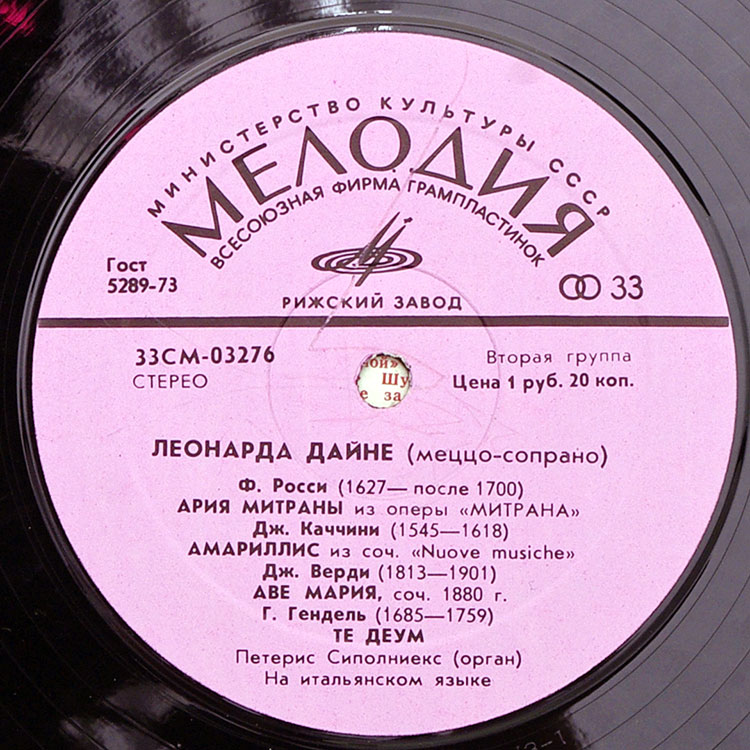 МИНИСТЕРСТВО КУЛЬТУРЫ СССР
МЕЛОДИЯ
ВСЕСОЮЗНАЯ ФИРМА ГРАМПЛАСТИНОК
Гост
5289-73
33
РИЖСКИЙ ЗАВОД
33СМ-03276
СТЕРЕО
Вторая группа
Цена 1 руб. 20 коп.
ой»
Шу
е за
ЛЕОНАРДА ДАЙНЕ (меццо-сопрано)
Ф. Росси (1627— после 1700)
АРИЯ МИТРАНЫ из оперы «МИТРАНА»
Дж. Каччини (1545—1618)
АМАРИЛЛИС из соч. «Nuove musiche»
Дж. Верди (1813—1901)
АВЕ МАРИЯ, соч. 1880 г.
Г. Гендель (1685—1759)
ТЕ ДЕУМ
Петерис Сиполниекс (орган)
На итальянском языке